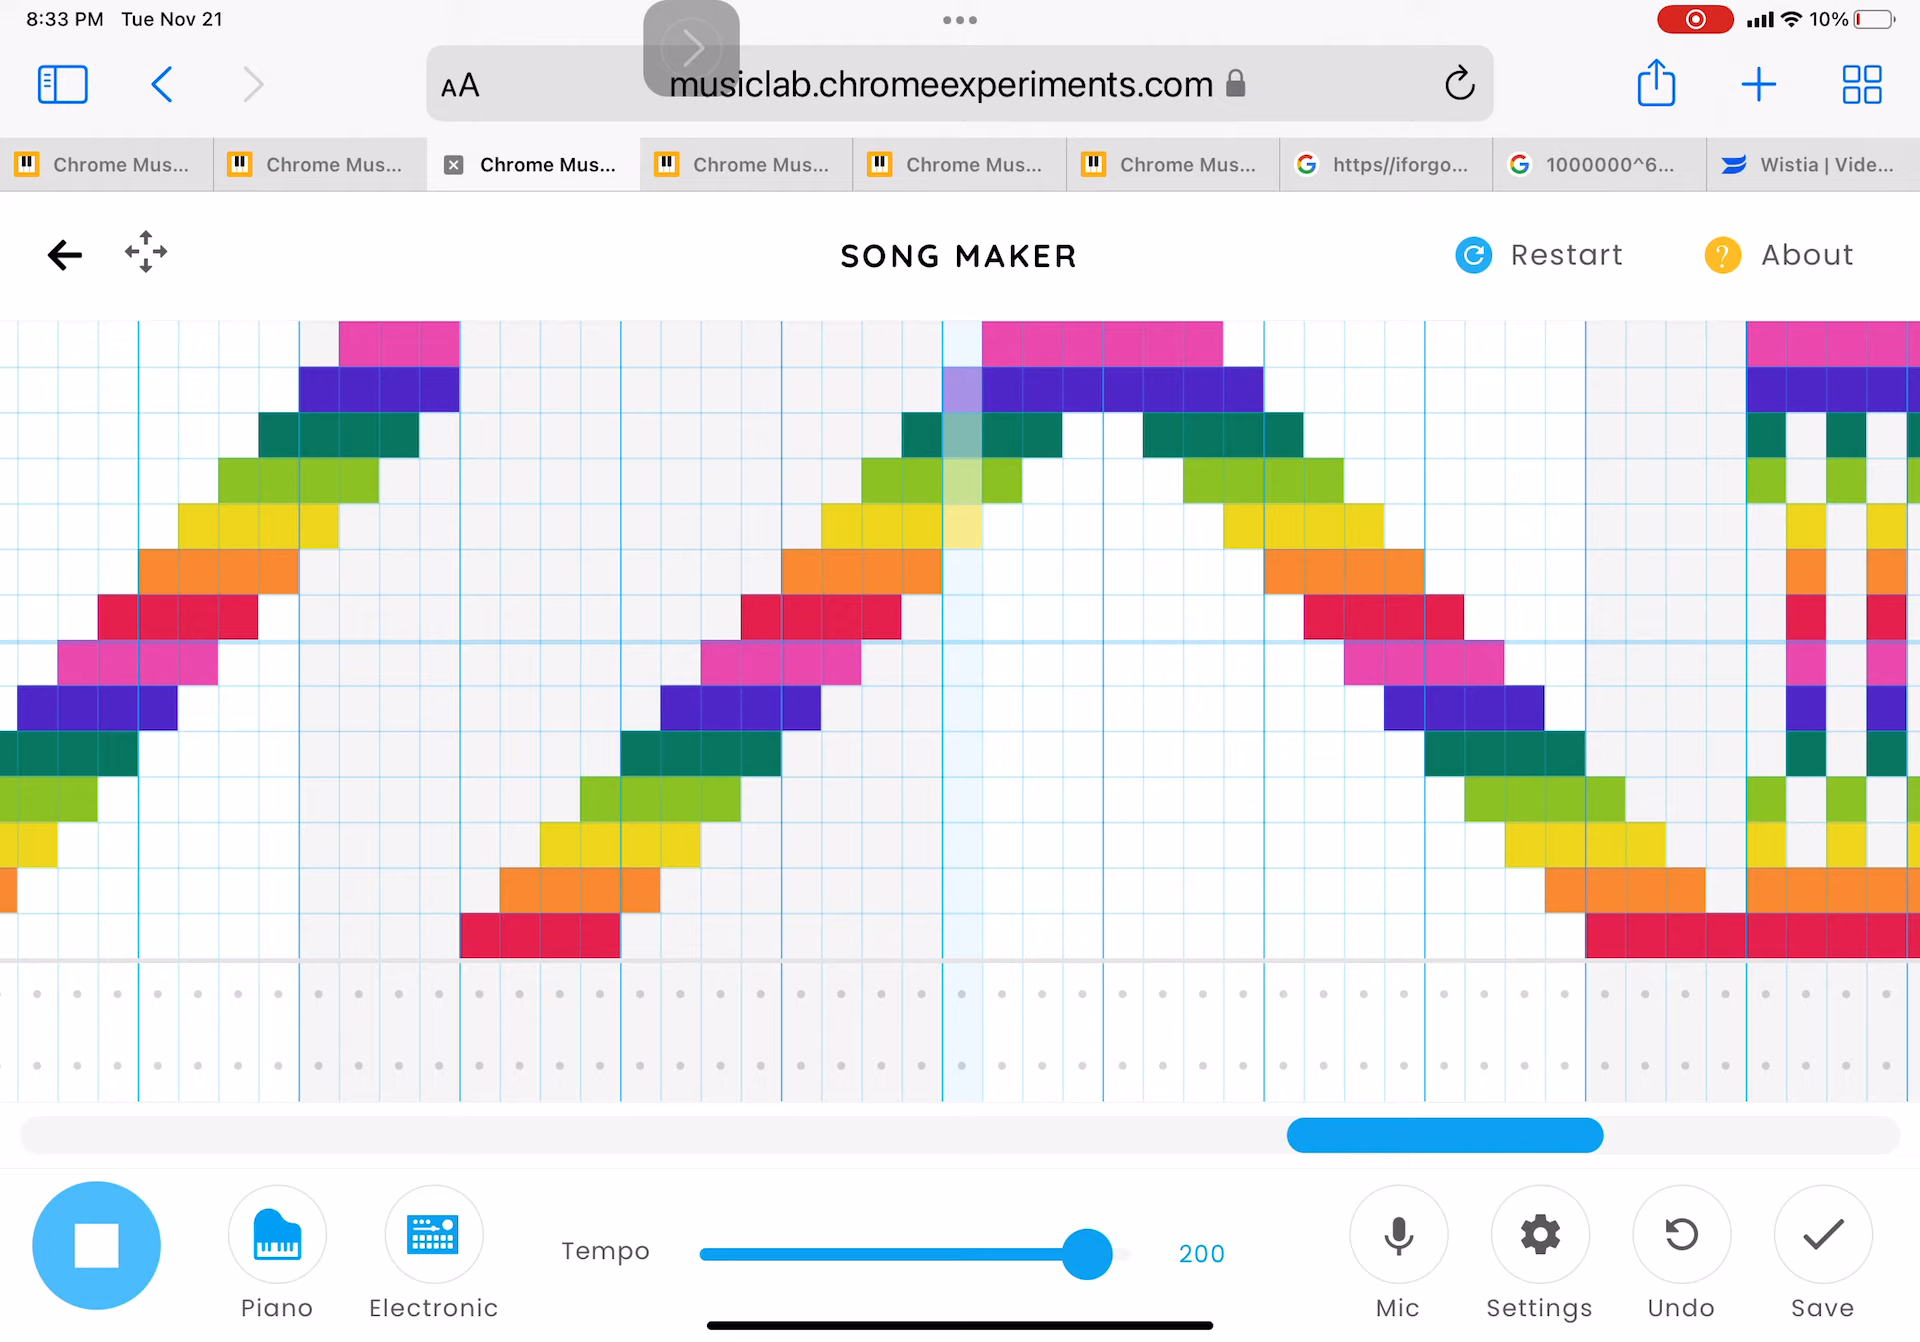 8:33 PM Tue Nov 21
10%
AA musiclab.chromeexperiments.com
Chrome Mus... Chrome Mus... Chrome Mus... Chrome Mus... Chrome Mus... Chrome Mus... https//iforgo... 1000000^6... Wistia | Vide...
SONG MAKER
Restart
? About
Tempo 200
Piano Electronic Mic Settings Undo Save